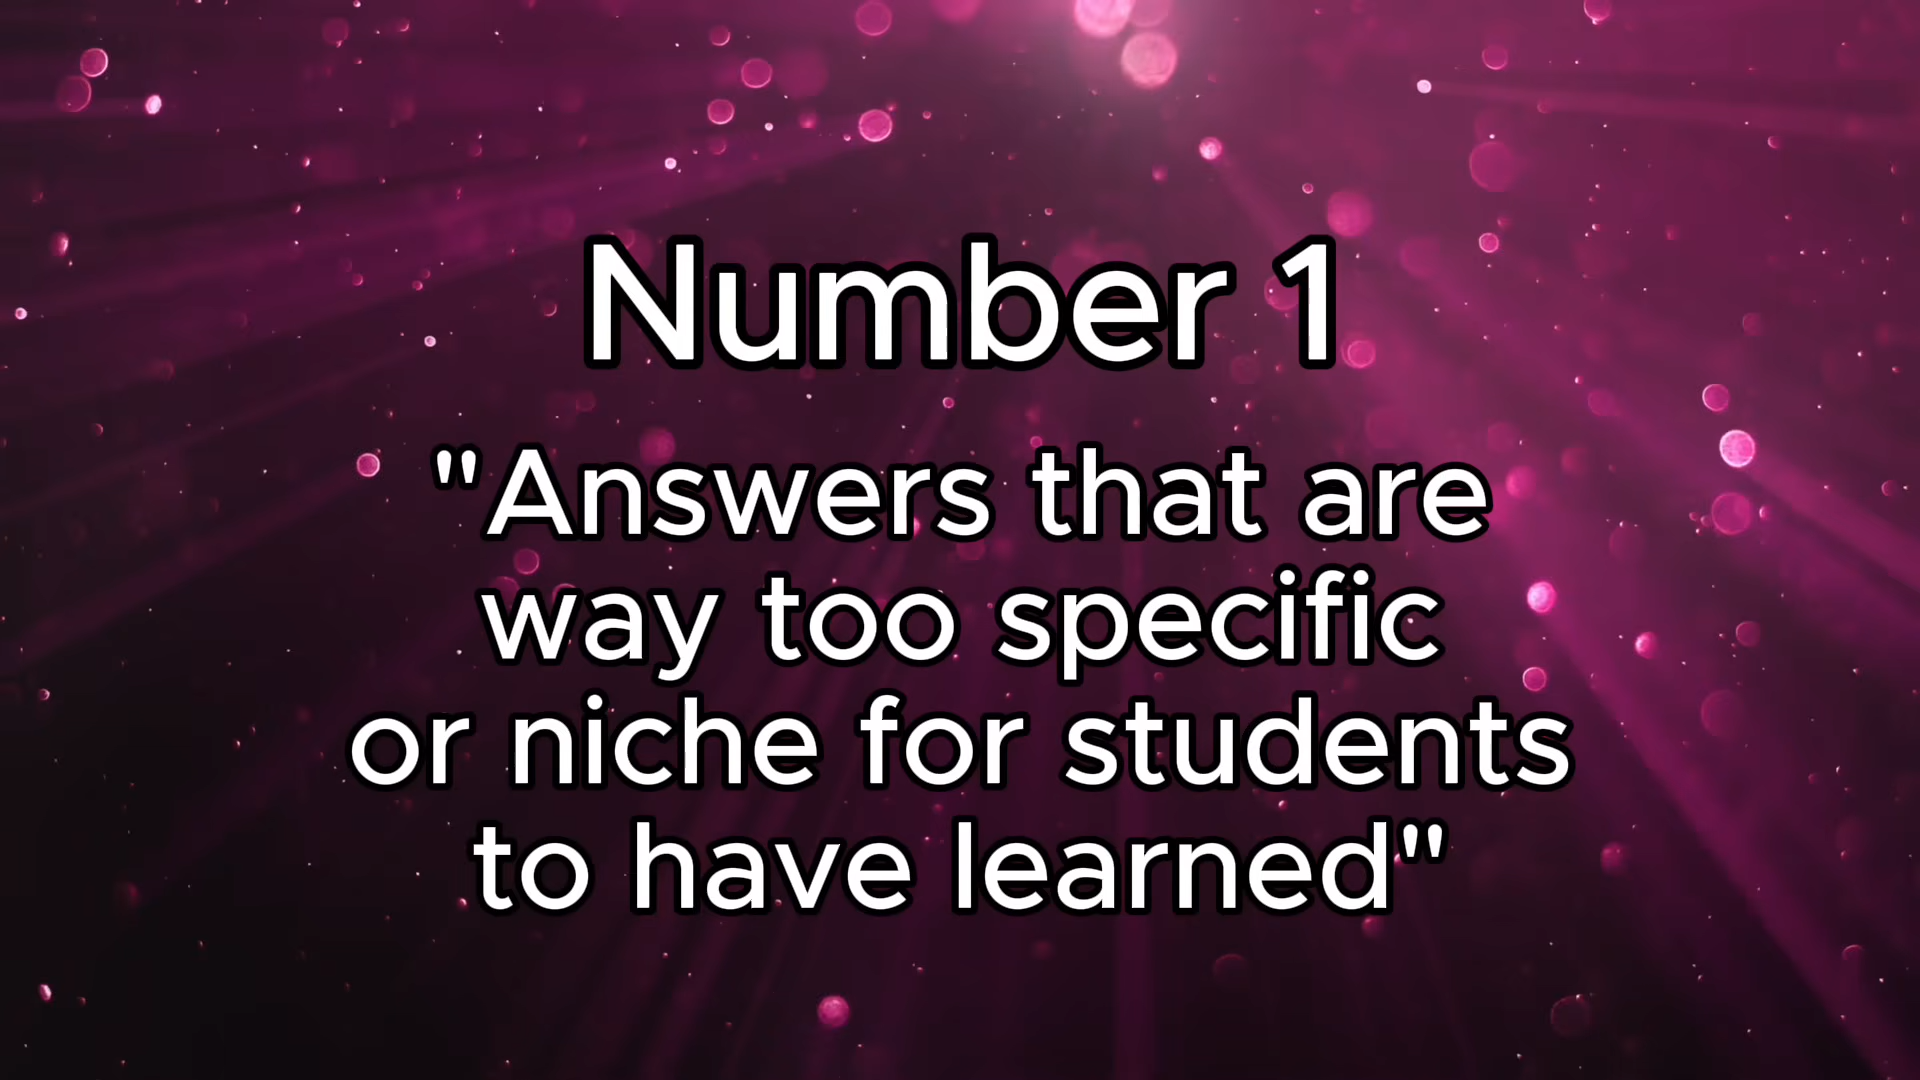 Number 1
"Answers that are
way too specific
or niche for students
to have learned"